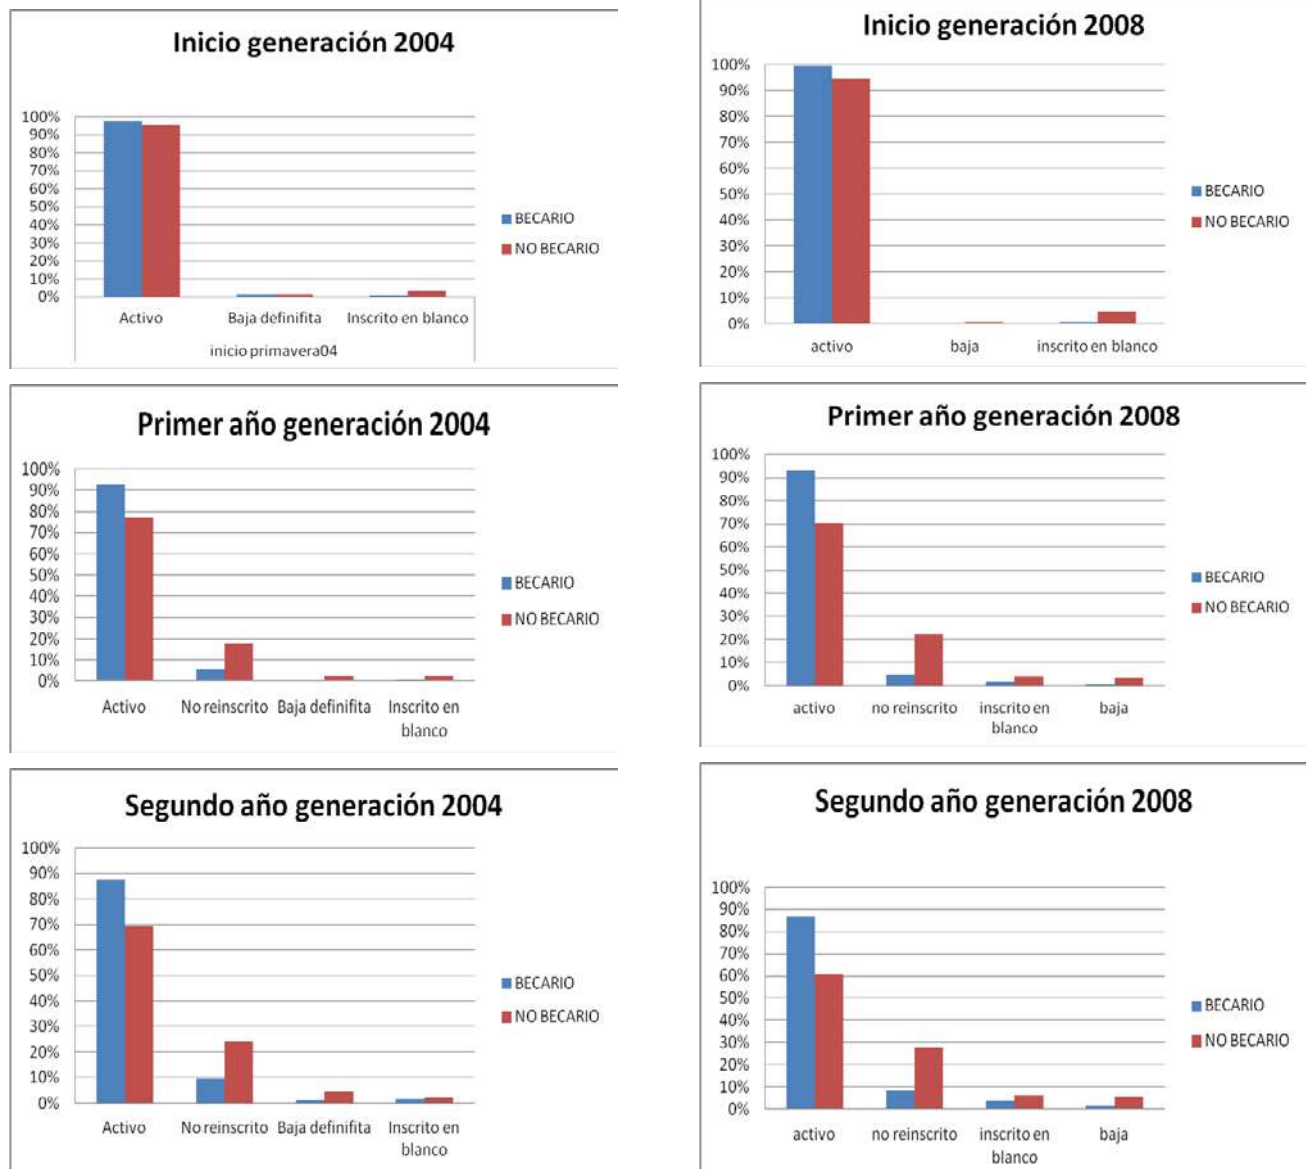 Inicio generación 2004
100%
90%
80%
70%
60%
50%
40%
30%
20%
10%
0%
Activo
Baja definifita
Inscrito en blanco
inicio primavera04
BECARIO
NO BECARIO
Inicio generación 2008
100%
90%
80%
70%
60%
50%
40%
30%
20%
10%
0%
activo
baja
inscrito en blanco
BECARIO
NO BECARIO
Primer año generación 2004
100%
90%
80%
70%
60%
50%
40%
30%
20%
10%
0%
Activo
No reinscrito
Baja definifita
Inscrito en
blanco
BECARIO
NO BECARIO
Primer año generación 2008
100%
90%
80%
70%
60%
50%
40%
30%
20%
10%
0%
activo
no reinscrito
inscrito en
blanco
baja
BECARIO
NO BECARIO
Segundo año generación 2004
100%
90%
80%
70%
60%
50%
40%
30%
20%
10%
0%
Activo
No reinscrito
Baja definifita
Inscrito en
blanco
BECARIO
NO BECARIO
Segundo año generación 2008
100%
90%
80%
70%
60%
50%
40%
30%
20%
10%
0%
activo
no reinscrito
inscrito en
blanco
baja
BECARIO
NO BECARIO